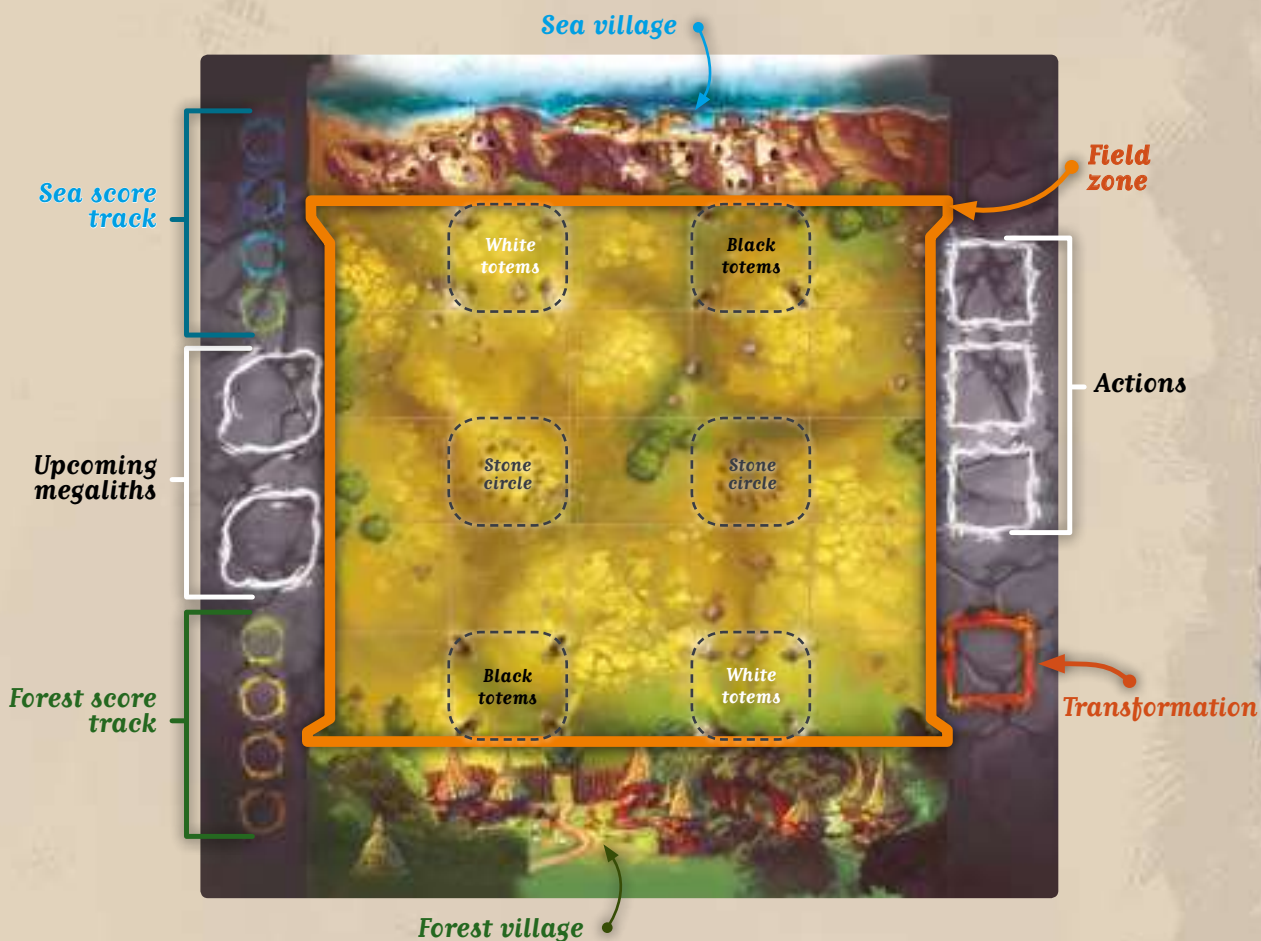 Sea village
Field
zone
Sea score
track
White
totems
Black
totems
Actions
Upcoming
megaliths
Stone
circle
Stone
circle
Forest score
track
Black
totems
White
totems
Transformation
Forest village